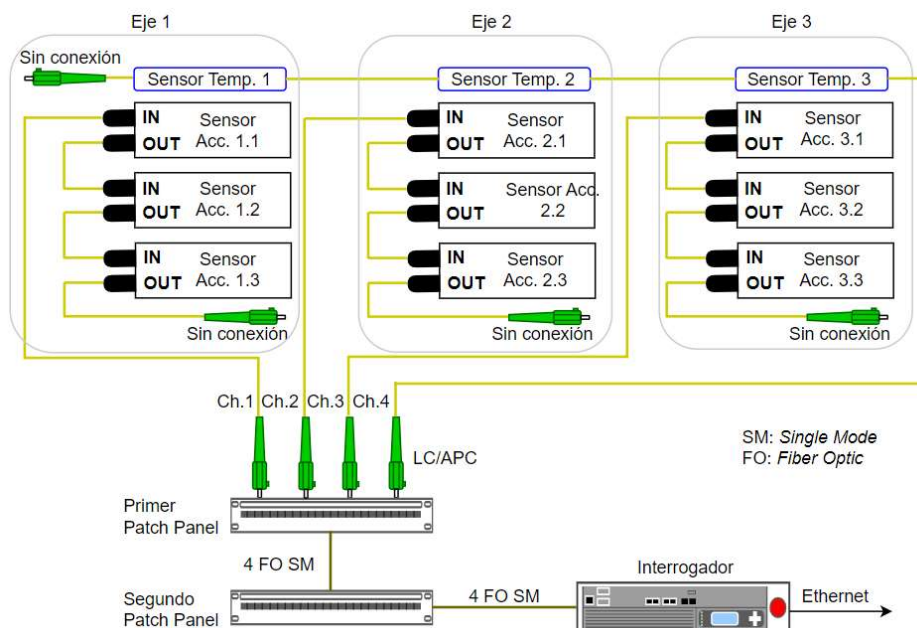 Eje 1
Eje 2
Eje 3
Sin conexión
Sensor Temp. 1
Sensor Temp. 2
Sensor Temp. 3
IN
OUT
Sensor
Acc. 1.1
IN
OUT
Sensor
Acc. 2.1
IN
OUT
Sensor
Acc. 3.1
IN
OUT
Sensor
Acc. 1.2
IN
OUT
Sensor Acc.
2.2
IN
OUT
Sensor
Acc. 3.2
IN
OUT
Sensor
Acc. 1.3
IN
OUT
Sensor
Acc. 2.3
IN
OUT
Sensor
Acc. 3.3
Sin conexión
Sin conexión
Sin conexión
Ch.1
Ch.2
Ch.3
Ch.4
LC/APC
SM: Single Mode
FO: Fiber Optic
Primer
Patch Panel
4 FO SM
Segundo
Patch Panel
4 FO SM
Interrogador
Ethernet